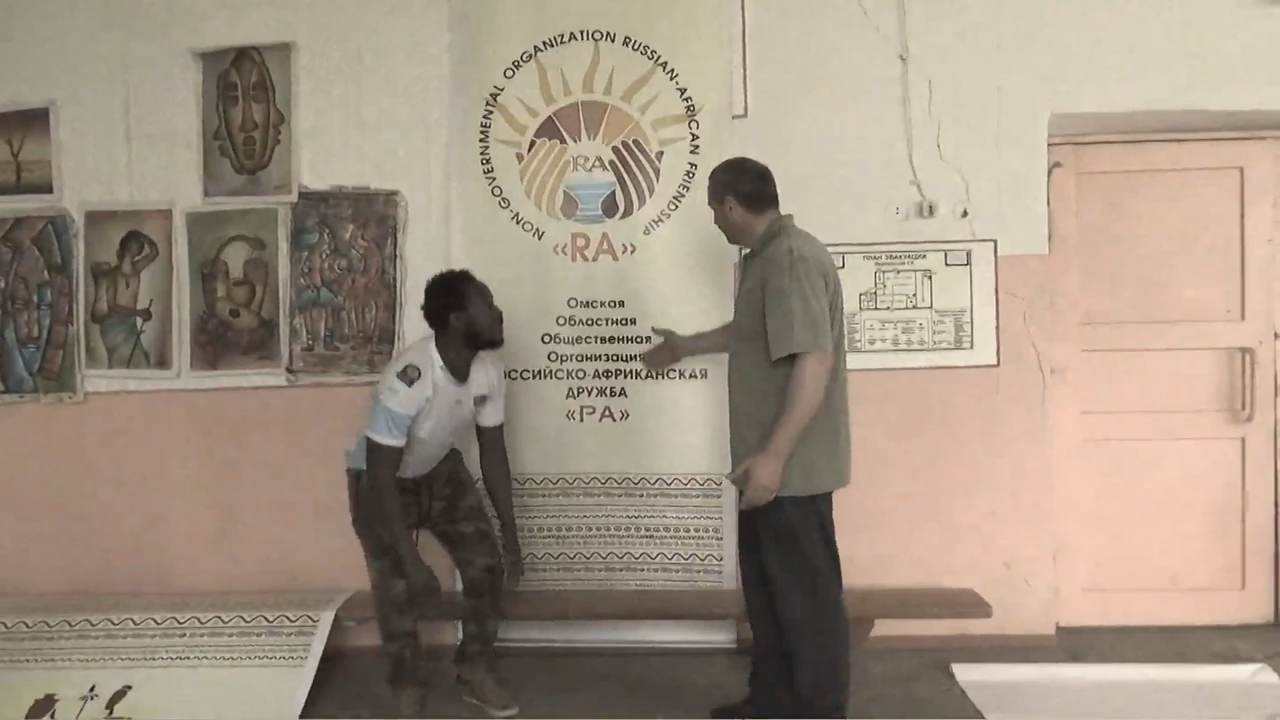 NON-GOVERNMENTAL ORGANIZATION RUSSIAN-AFRICAN FRIENDSHIP
RA
«RA»
Омская
Областная
Общественная
Организация
ОССИЙСКО-АФРИКАНСКАЯ
ДРУЖБА
«РА»
ПЛАН ЭВАКУАЦИИ